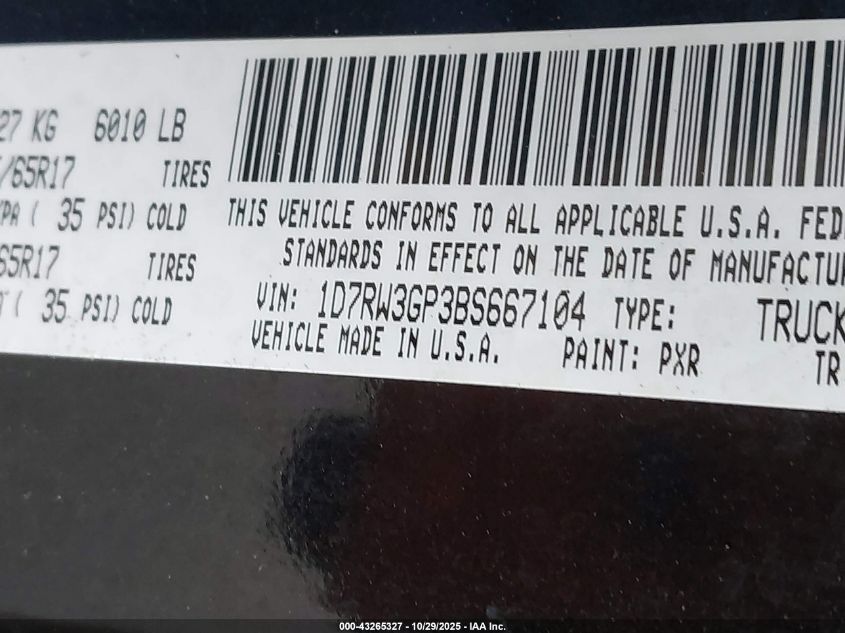 27 KG 6010 LB
/65R17 TIRES
KPA ( 35 PSI) COLD
65R17 TIRES
( 35 PSI) COLD
THIS VEHICLE CONFORMS TO ALL APPLICABLE U.S.A. FED
STANDARDS IN EFFECT ON THE DATE OF MANUFACTU
VIN: 1D7RW3GP3BS667104 TYPE: TRUCK
VEHICLE MADE IN U.S.A. PAINT: PXR TR
000-43265327 - 10/29/2025 - IAA Inc.